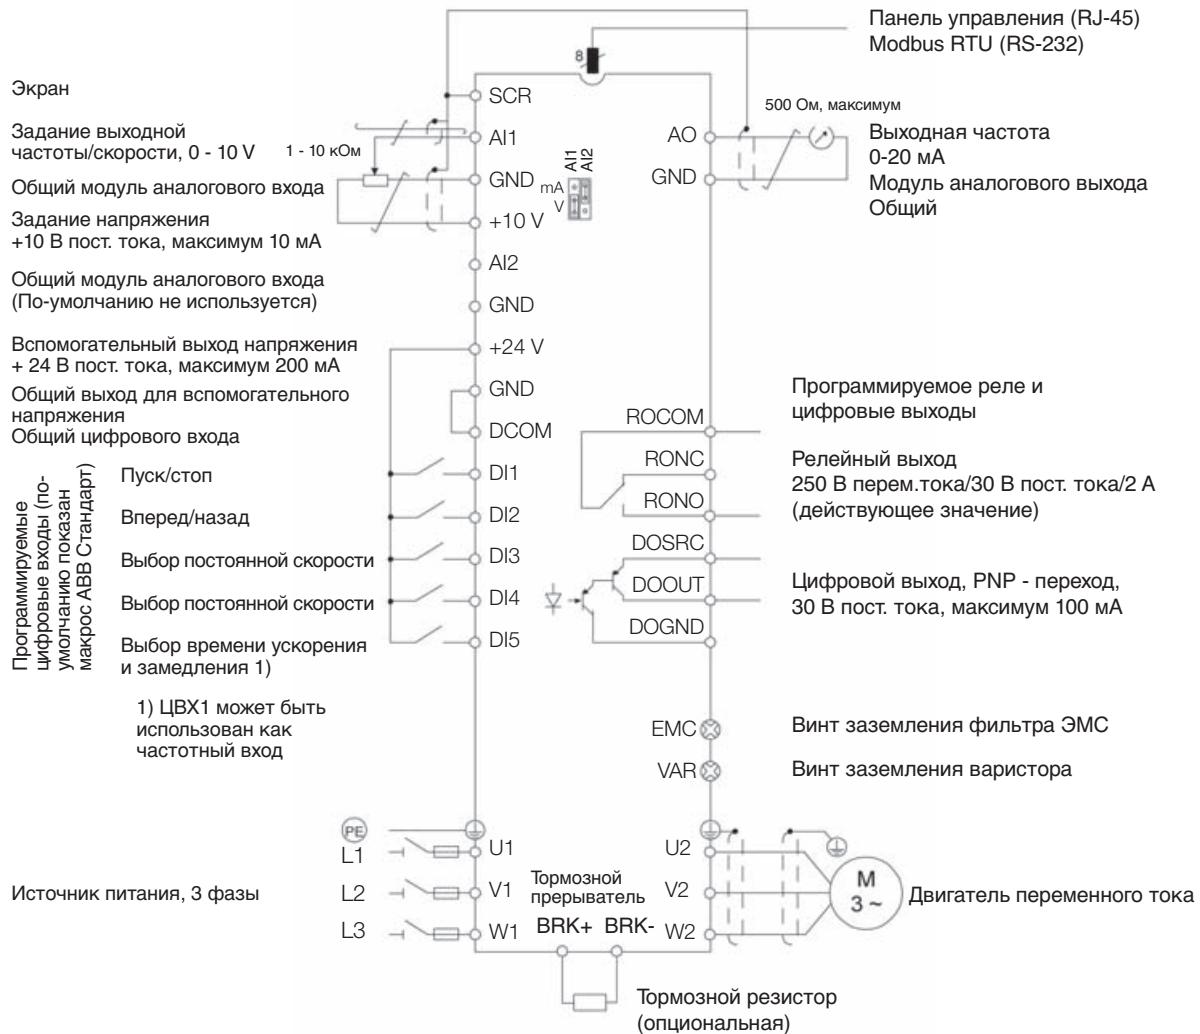 Панель управления (RJ-45)
Modbus RTU (RS-232)
8
Экран
SCR
500 Ом, максимум
Задание выходной
частоты/скорости, 0 - 10 V
1 - 10 кОм
AI1
AI1
AI2
mA
V
AO
Выходная частота
0-20 мА
Общий модуль аналогового входа
GND
GND
Модуль аналогового выхода
Общий
Задание напряжения
+10 В пост. тока, максимум 10 мА
+10 V
AI2
Общий модуль аналогового входа
(По-умолчанию не используется)
GND
Вспомогательный выход напряжения
+ 24 В пост. тока, максимум 200 мА
+24 V
Общий выход для вспомогательного
напряжения
GND
Общий цифрового входа
DCOM
ROCOM
Программируемое реле и
цифровые выходы
Программируемые
цифровые входы (по-
умолчанию показан
макрос ABB Стандарт)
Пуск/стоп
DI1
RONC
Релейный выход
250 В перем.тока/30 В пост. тока/2 А
(действующее значение)
Вперед/назад
DI2
RONO
Выбор постоянной скорости
DI3
DOSRC
Выбор постоянной скорости
DI4
DOOUT
Цифровой выход, PNP - переход,
30 В пост. тока, максимум 100 мА
Выбор времени ускорения
и замедления 1)
DI5
DOGND
1) ЦВХ1 может быть
использован как
частотный вход
EMC
Винт заземления фильтра ЭМС
VAR
Винт заземления варистора
PE
L1
U1
U2
Источник питания, 3 фазы
L2
V1
Тормозной
прерыватель
V2
M
3 ~
Двигатель переменного тока
L3
W1
BRK+
BRK-
W2
Тормозной резистор
(опциональная)